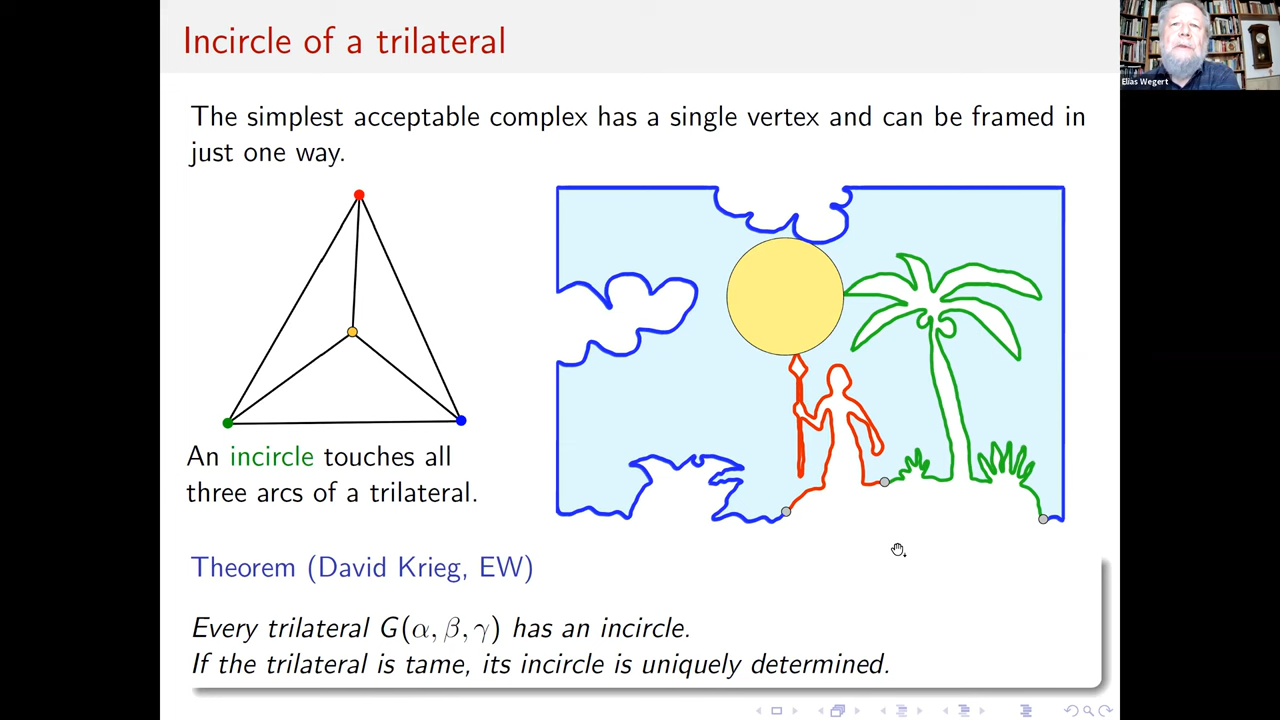 Incircle of a trilateral
Elias Wegert
The simplest acceptable complex has a single vertex and can be framed in
just one way.
An incircle touches all
three arcs of a trilateral.
Theorem (David Krieg, EW)
Every trilateral G(α, β, γ) has an incircle.
If the trilateral is tame, its incircle is uniquely determined.